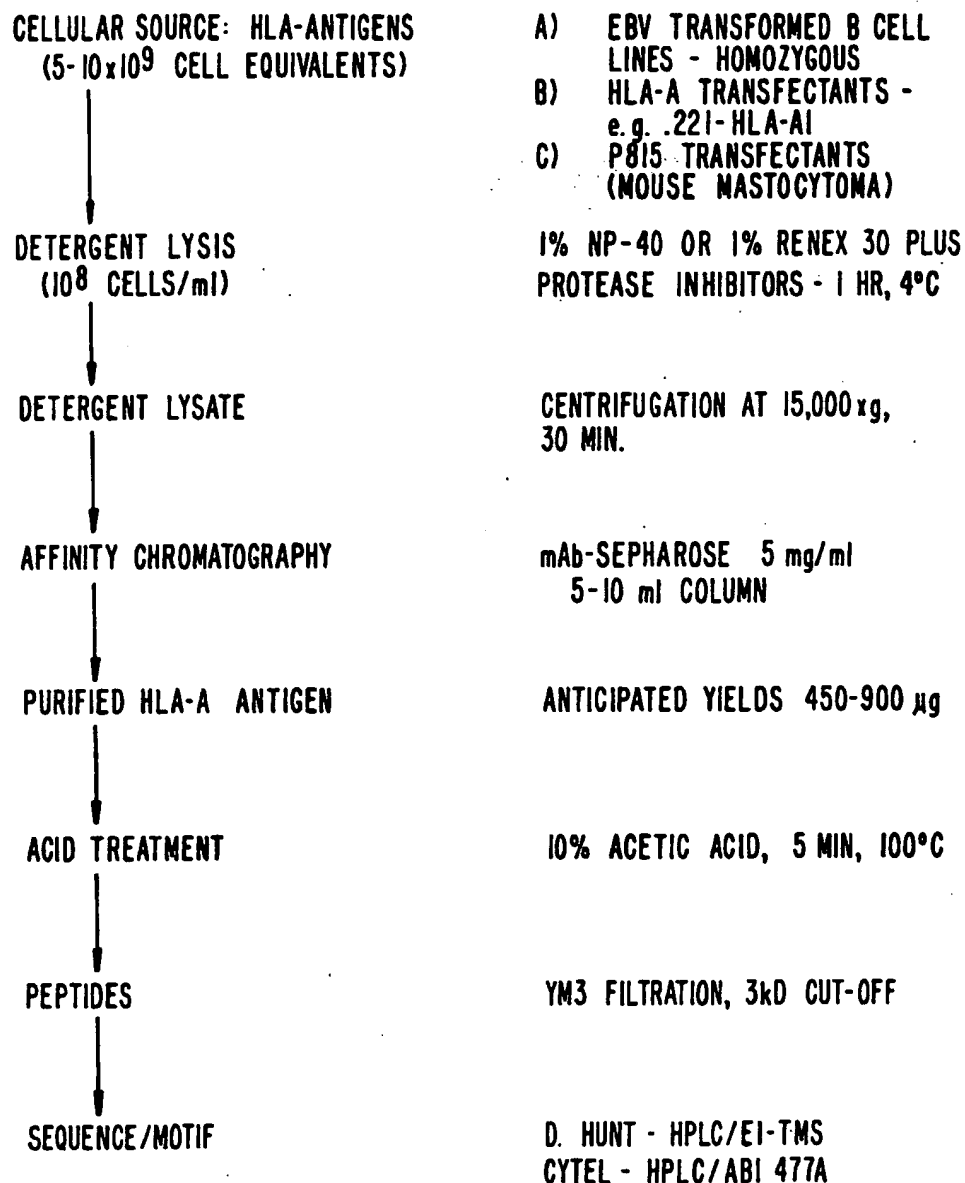 CELLULAR SOURCE: HLA-ANTIGENS
(5-10x10⁹ CELL EQUIVALENTS)
A) EBV TRANSFORMED B CELL
LINES - HOMOZYGOUS
B) HLA-A TRANSFECTANTS -
e.g. .221-HLA-A1
C) P815 TRANSFECTANTS
(MOUSE MASTOCYTOMA)
DETERGENT LYSIS
(10⁸ CELLS/ml)
1% NP-40 OR 1% RENEX 30 PLUS
PROTEASE INHIBITORS - 1 HR, 4°C
DETERGENT LYSATE
CENTRIFUGATION AT 15,000xg,
30 MIN.
AFFINITY CHROMATOGRAPHY
mAb-SEPHAROSE 5 mg/ml
5-10 ml COLUMN
PURIFIED HLA-A ANTIGEN
ANTICIPATED YIELDS 450-900 µg
ACID TREATMENT
10% ACETIC ACID, 5 MIN, 100°C
PEPTIDES
YM3 FILTRATION, 3kD CUT-OFF
SEQUENCE/MOTIF
D. HUNT - HPLC/EI-TMS
CYTEL - HPLC/ABI 477A